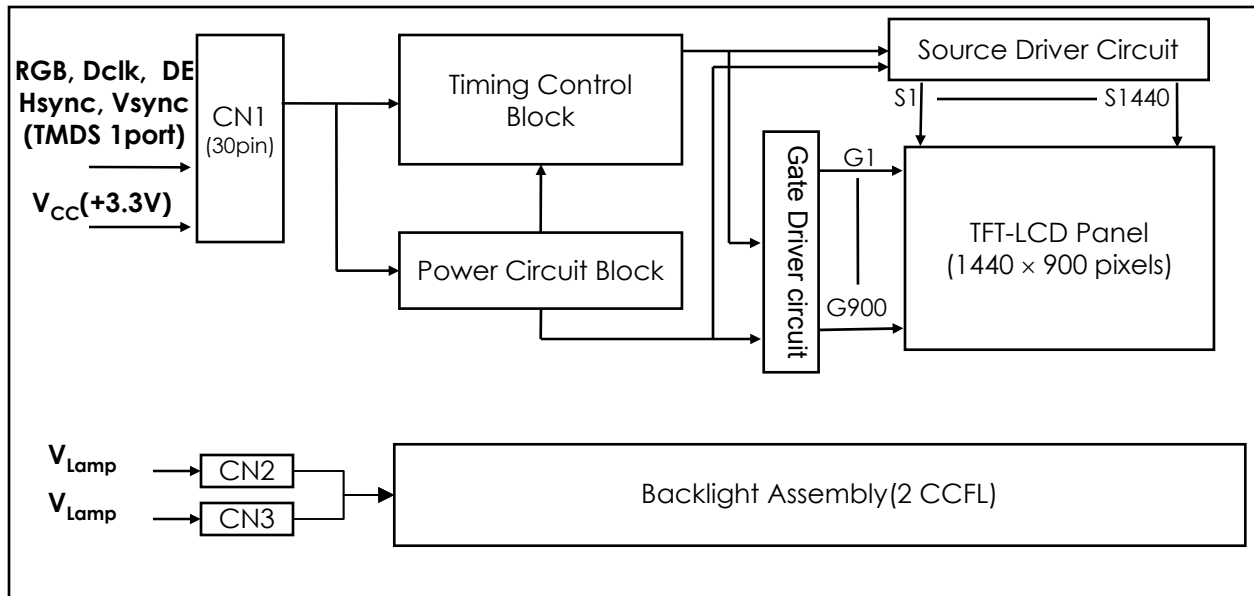 RGB, Dclk, DE
Hsync, Vsync
(TMDS 1port)
VCC(+3.3V)
CN1
(30pin)
Timing Control
Block
Power Circuit Block
Source Driver Circuit
S1
S1440
Gate Driver circuit
G1
G900
TFT-LCD Panel
(1440 × 900 pixels)
VLamp
VLamp
CN2
CN3
Backlight Assembly(2 CCFL)